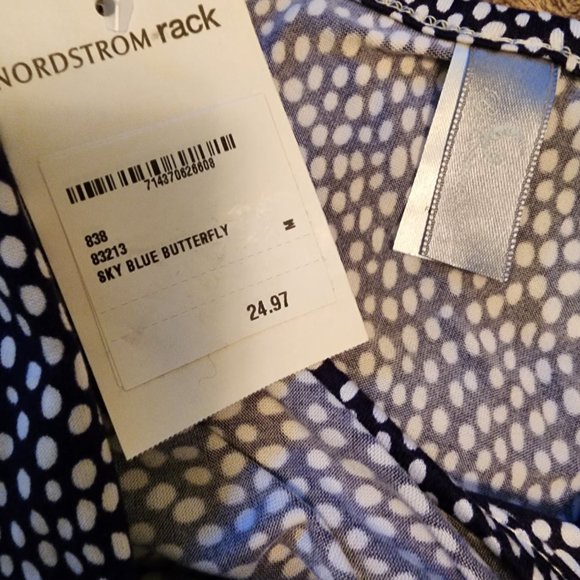 NORDSTROM rack
714370626608
838
83213
SKY BLUE BUTTERFLY
M
24.97